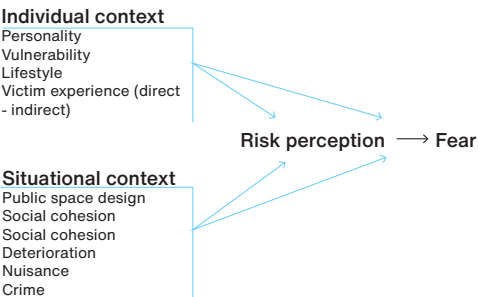 Individual context
Personality
Vulnerability
Lifestyle
Victim experience (direct
- indirect)
Risk perception
Fear
Situational context
Public space design
Social cohesion
Social cohesion
Deterioration
Nuisance
Crime